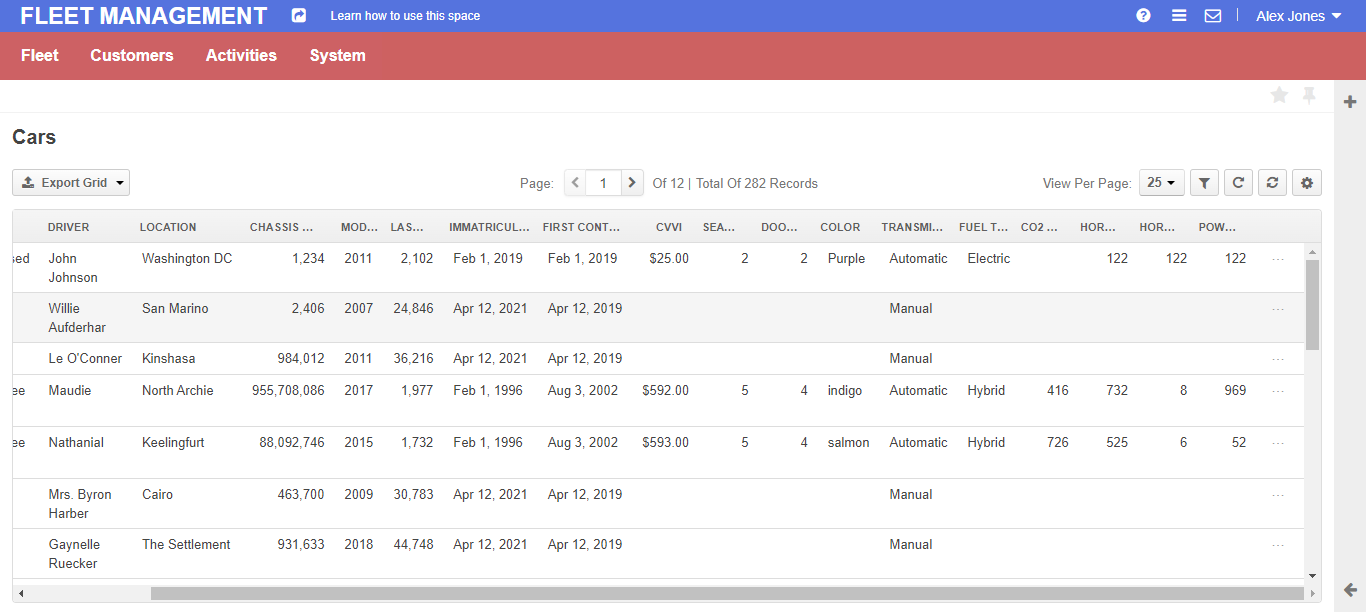 FLEET MANAGEMENT Learn how to use this space Alex Jones
Fleet Customers Activities System
Cars
Export Grid Page: 1 Of 12 | Total Of 282 Records View Per Page: 25
DRIVER LOCATION CHASSIS ... MOD... LAS... IMMATRICUL... FIRST CONT... CVVI SEA... DOO... COLOR TRANSMI... FUEL T... CO2 ... HOR... HOR... POW...
John Washington DC 1,234 2011 2,102 Feb 1, 2019 Feb 1, 2019 $25.00 2 2 Purple Automatic Electric 122 122 122 ...
Johnson
Willie San Marino 2,406 2007 24,846 Apr 12, 2021 Apr 12, 2019 Manual ...
Aufderhar
Le O'Conner Kinshasa 984,012 2011 36,216 Apr 12, 2021 Apr 12, 2019 Manual ...
ee Maudie North Archie 955,708,086 2017 1,977 Feb 1, 1996 Aug 3, 2002 $592.00 5 4 indigo Automatic Hybrid 416 732 8 969 ...
ee Nathanial Keelingfurt 88,092,746 2015 1,732 Feb 1, 1996 Aug 3, 2002 $593.00 5 4 salmon Automatic Hybrid 726 525 6 52 ...
Mrs. Byron Cairo 463,700 2009 30,783 Apr 12, 2021 Apr 12, 2019 Manual ...
Harber
Gaynelle The Settlement 931,633 2018 44,748 Apr 12, 2021 Apr 12, 2019 Manual ...
Ruecker